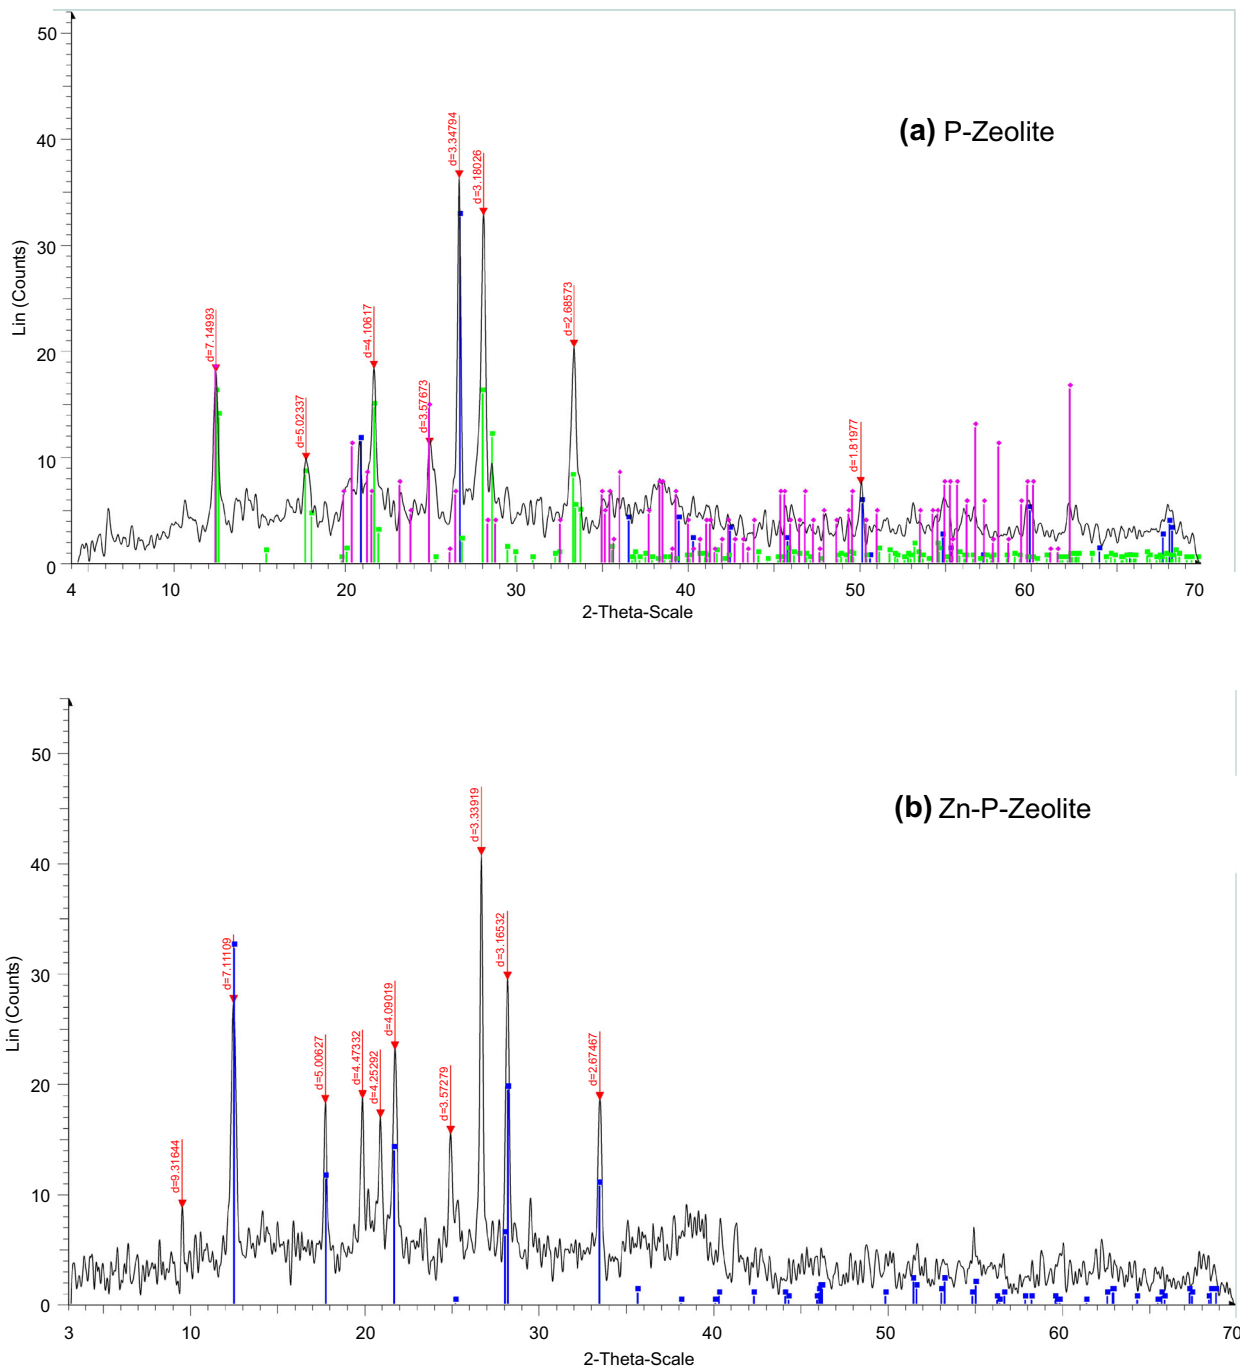 (a) P-Zeolite
Lin (Counts)
50
40
30
20
10
0
d=7.14993
d=5.02337
d=4.10617
d=3.57673
d=3.34794
d=3.18026
d=2.68573
d=1.81977
4 10 20 30 40 50 60 70
2-Theta-Scale
(b) Zn-P-Zeolite
Lin (Counts)
50
40
30
20
10
0
d=9.31644
d=7.11109
d=5.00627
d=4.47332
d=4.25292
d=4.09019
d=3.57279
d=3.33919
d=3.16532
d=2.67467
3 10 20 30 40 50 60 70
2-Theta-Scale